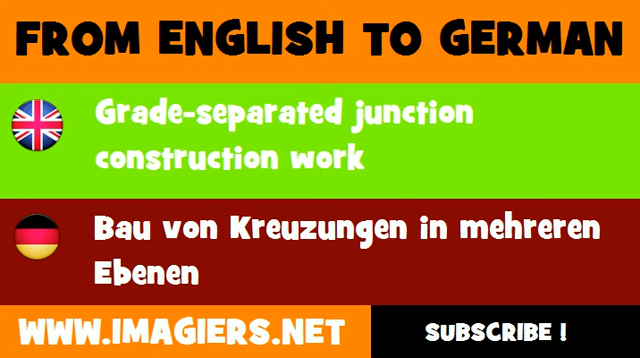 FROM ENGLISH TO GERMAN
Grade-separated junction
construction work
Bau von Kreuzungen in mehreren
Ebenen
WWW.IMAGIERS.NET
SUBSCRIBE !